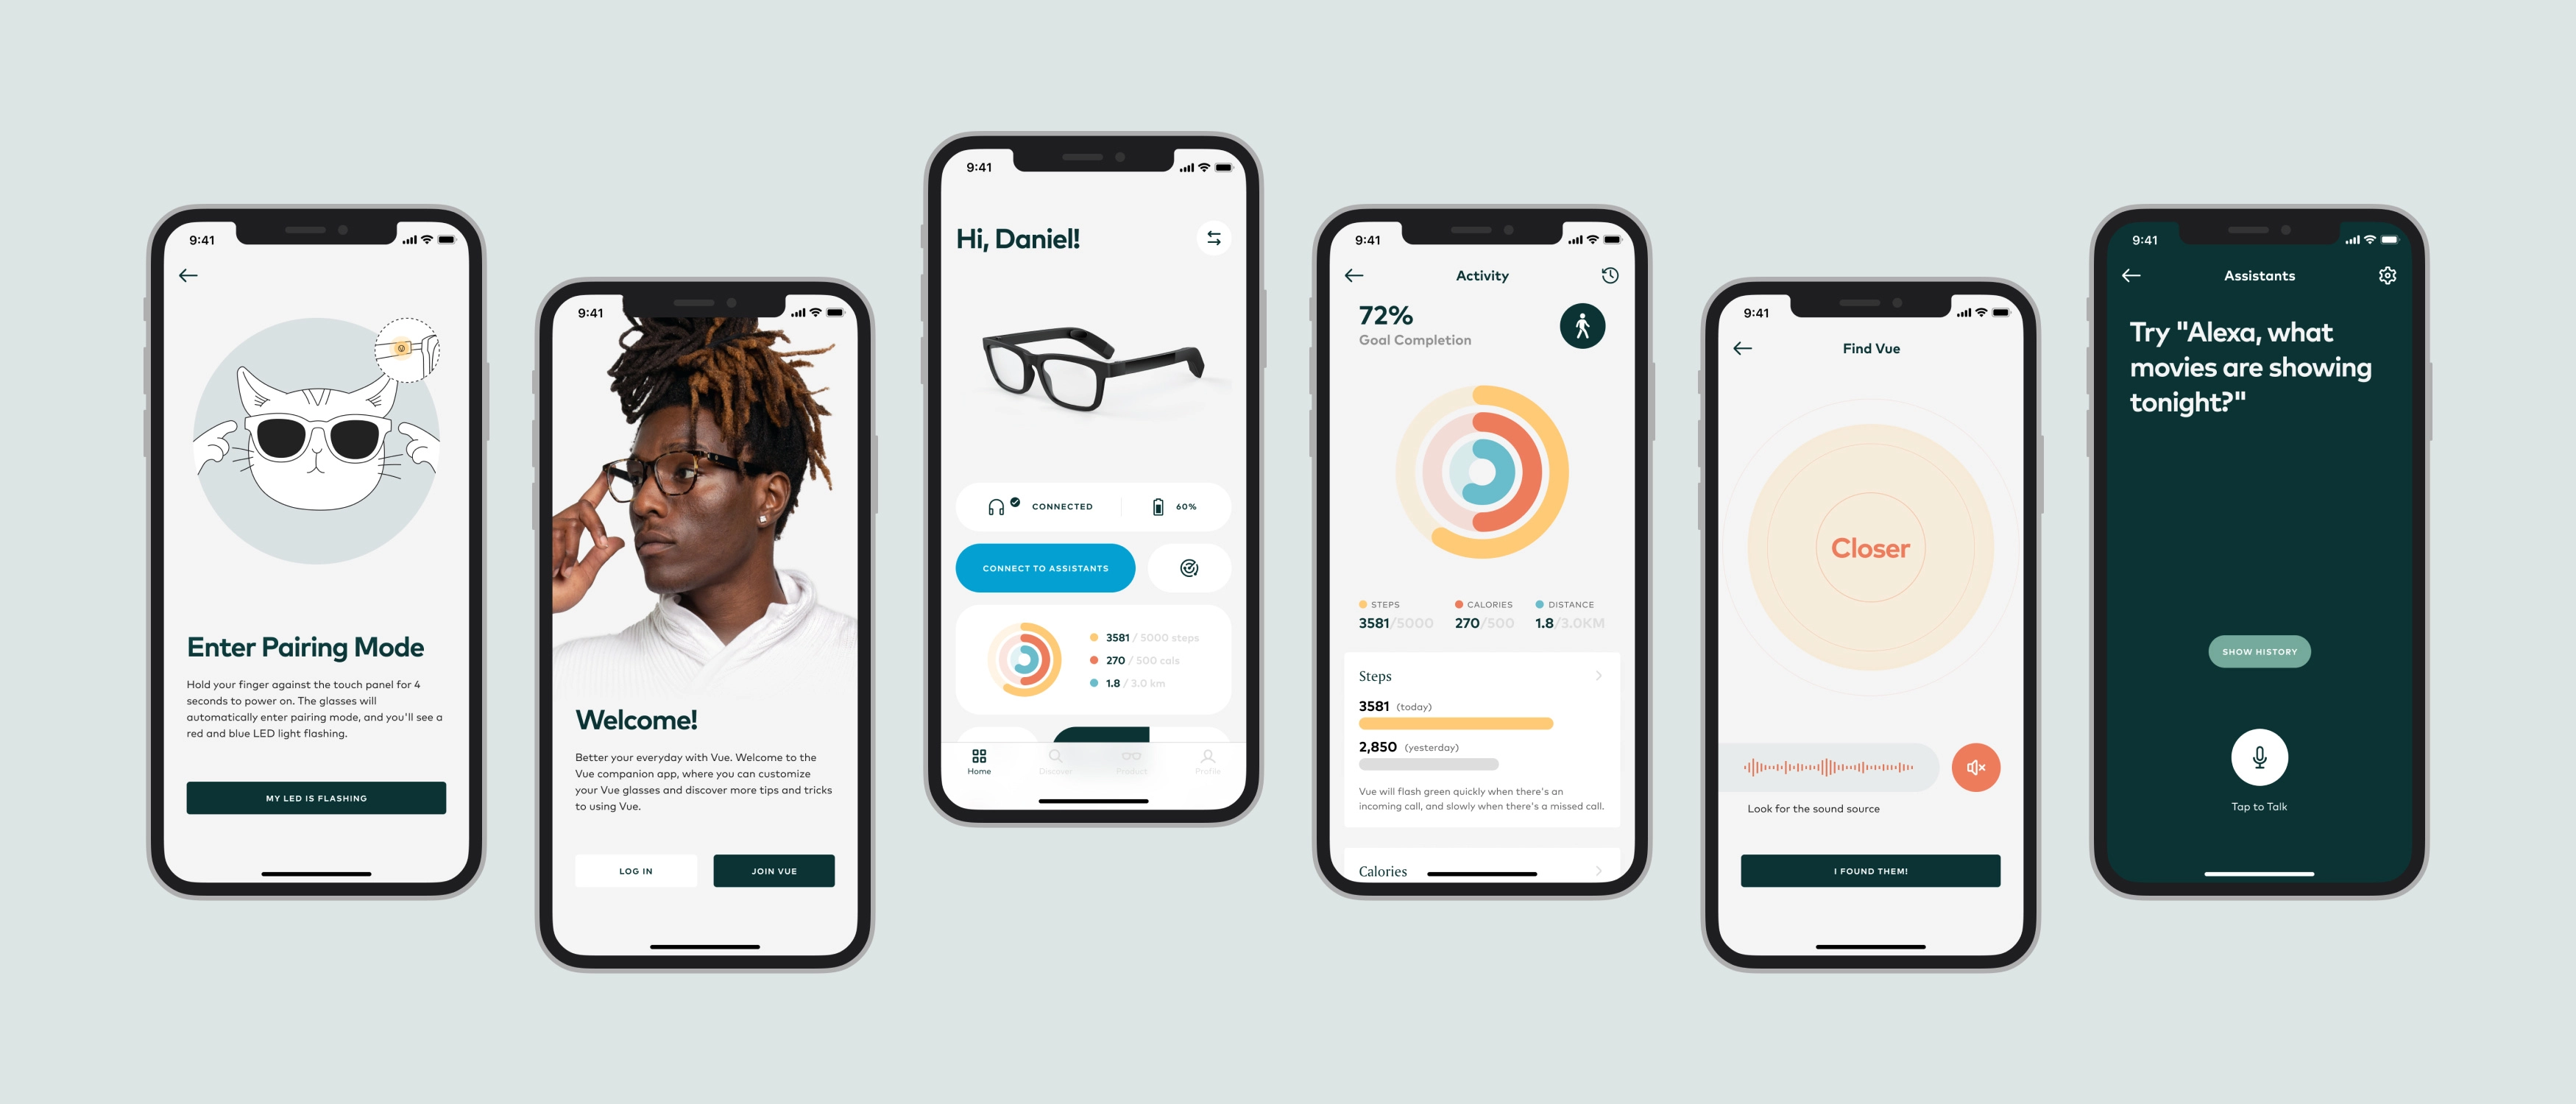 9:41
Enter Pairing Mode
Hold your finger against the touch panel for 4
seconds to power on. The glasses will
automatically enter pairing mode, and you'll see a
red and blue LED light flashing.
MY LED IS FLASHING
9:41
Welcome!
Better your everyday with Vue. Welcome to the
Vue companion app, where you can customize
your Vue glasses and discover more tips and tricks
to using Vue.
LOG IN
JOIN VUE
9:41
Hi, Daniel!
CONNECTED
60%
CONNECT TO ASSISTANTS
3581 / 5000 steps
270 / 500 cals
1.8 / 3.0 km
Home
Discover
Product
Profile
9:41
Activity
72%
Goal Completion
STEPS
3581/5000
CALORIES
270/500
DISTANCE
1.8/3.0KM
Steps
3581 (today)
2,850 (yesterday)
Vue will flash green quickly when there's an
incoming call, and slowly when there's a missed call.
Calories
9:41
Find Vue
Closer
Look for the sound source
I FOUND THEM!
9:41
Assistants
Try "Alexa, what
movies are showing
tonight?"
SHOW HISTORY
Tap to Talk